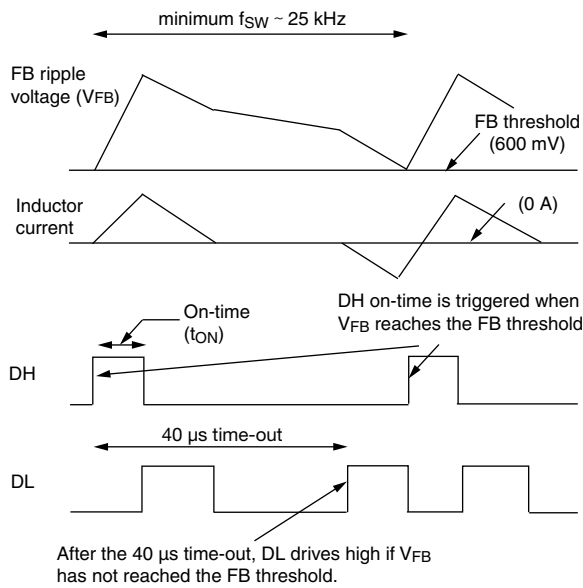 minimum fSW ~ 25 kHz
FB ripple
voltage (VFB)
FB threshold
(600 mV)
Inductor
current
(0 A)
DH on-time is triggered when
VFB reaches the FB threshold
On-time
(tON)
DH
40 µs time-out
DL
After the 40 µs time-out, DL drives high if VFB
has not reached the FB threshold.